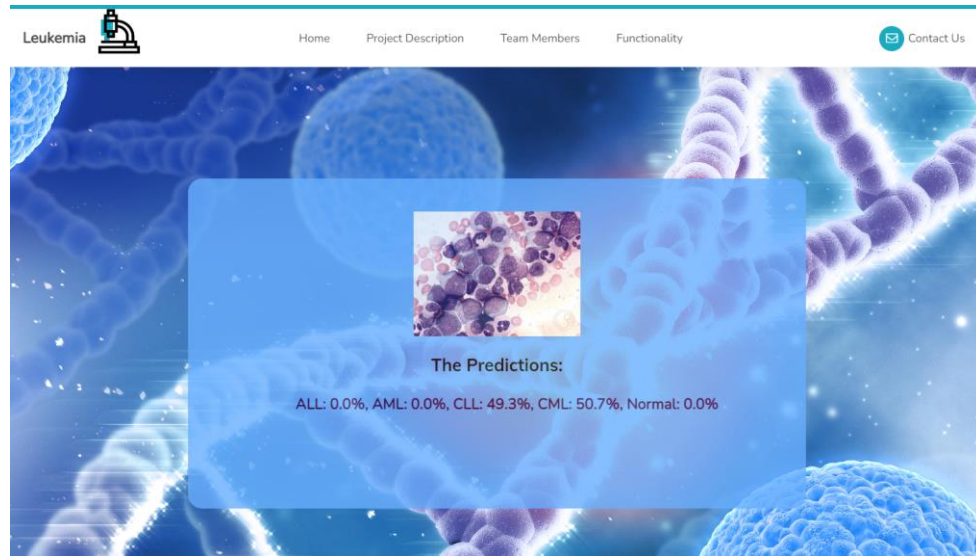 Leukemia
Home Project Description Team Members Functionality
Contact Us
The Predictions:
ALL: 0.0%, AML: 0.0%, CLL: 49.3%, CML: 50.7%, Normal: 0.0%